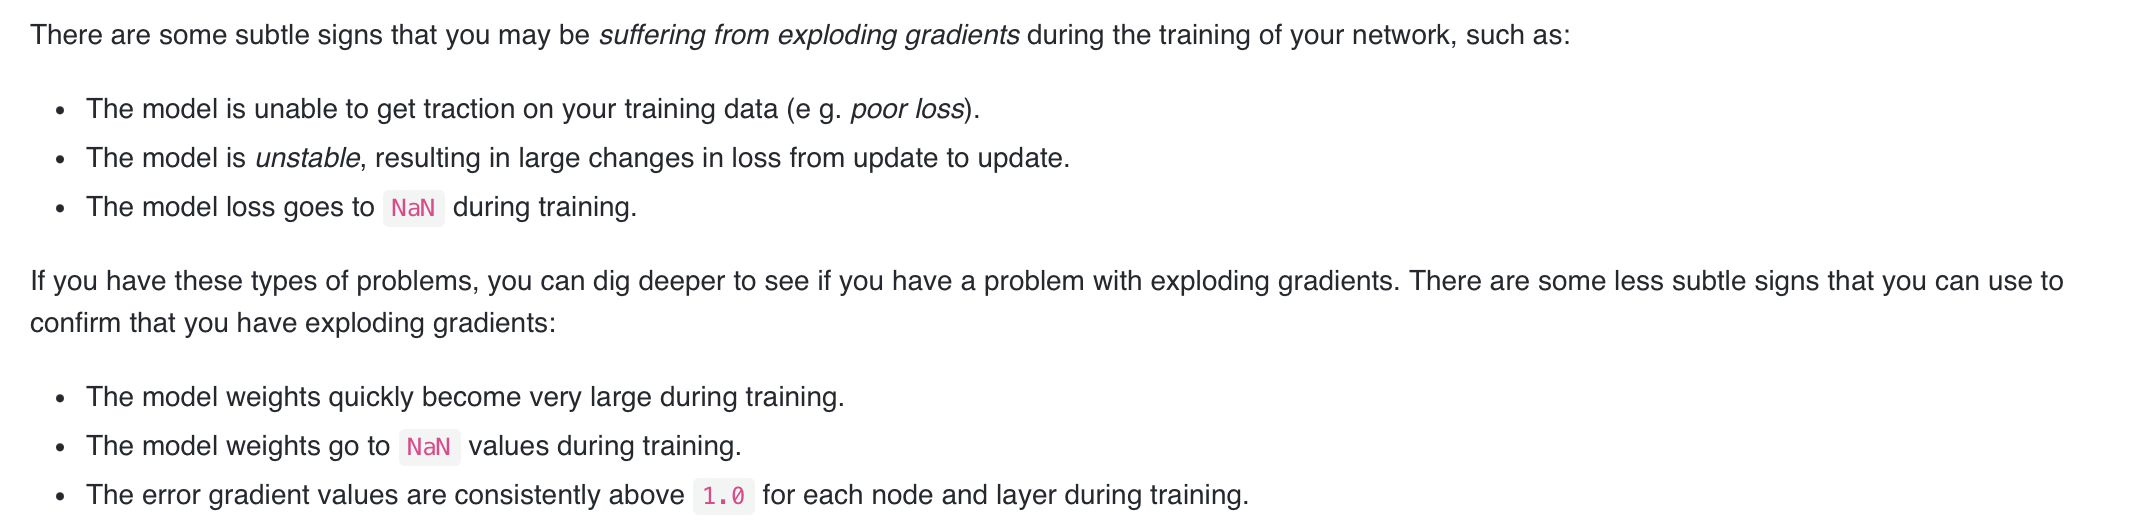 There are some subtle signs that you may be suffering from exploding gradients during the training of your network, such as:
• The model is unable to get traction on your training data (e g. poor loss).
• The model is unstable, resulting in large changes in loss from update to update.
• The model loss goes to NaN during training.
If you have these types of problems, you can dig deeper to see if you have a problem with exploding gradients. There are some less subtle signs that you can use to
confirm that you have exploding gradients:
• The model weights quickly become very large during training.
• The model weights go to NaN values during training.
• The error gradient values are consistently above 1.0 for each node and layer during training.